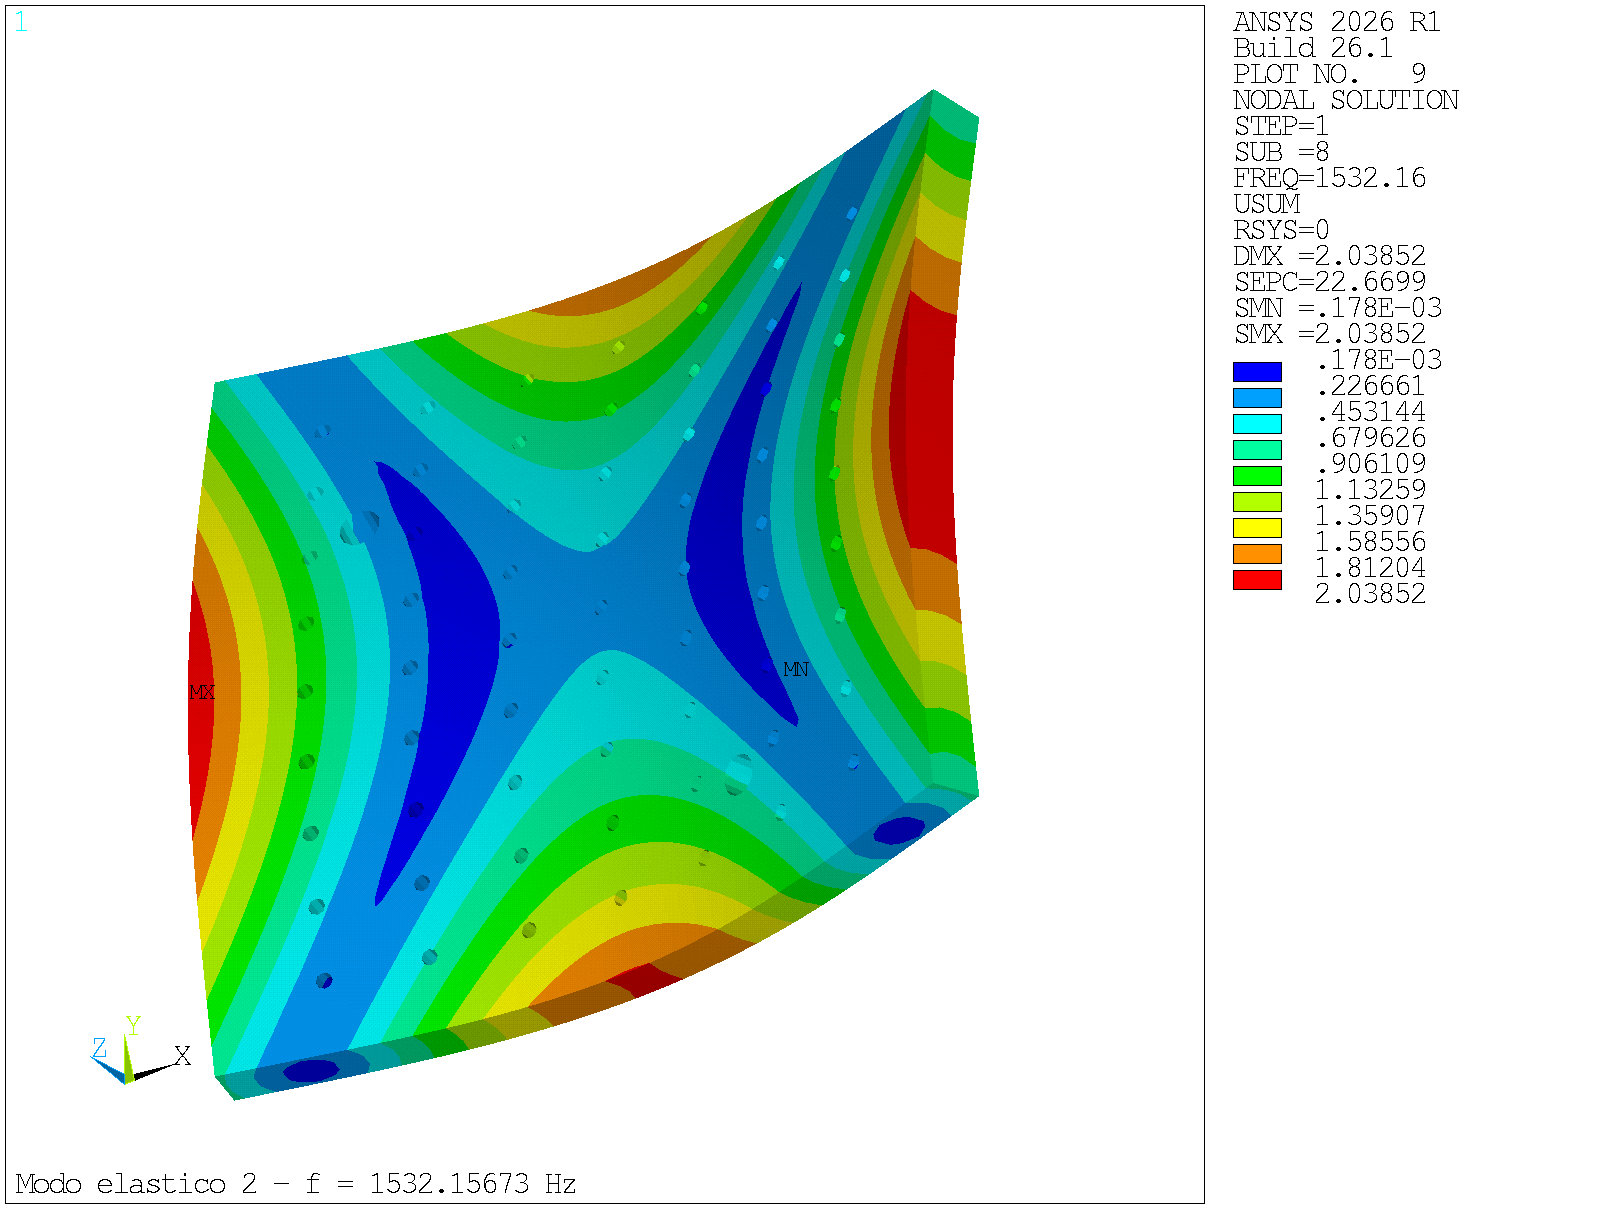 1
ANSYS 2026 R1
Build 26.1
PLOT NO.   9
NODAL SOLUTION
STEP=1
SUB =8
FREQ=1532.16
USUM
RSYS=0
DMX =2.03852
SEPC=22.6699
SMN =.178E-03
SMX =2.03852
.178E-03
.226661
.453144
.679626
.906109
1.13259
1.35907
1.58556
1.81204
2.03852
MX
MN
Y
Z
X
Modo elastico 2 - f = 1532.15673 Hz